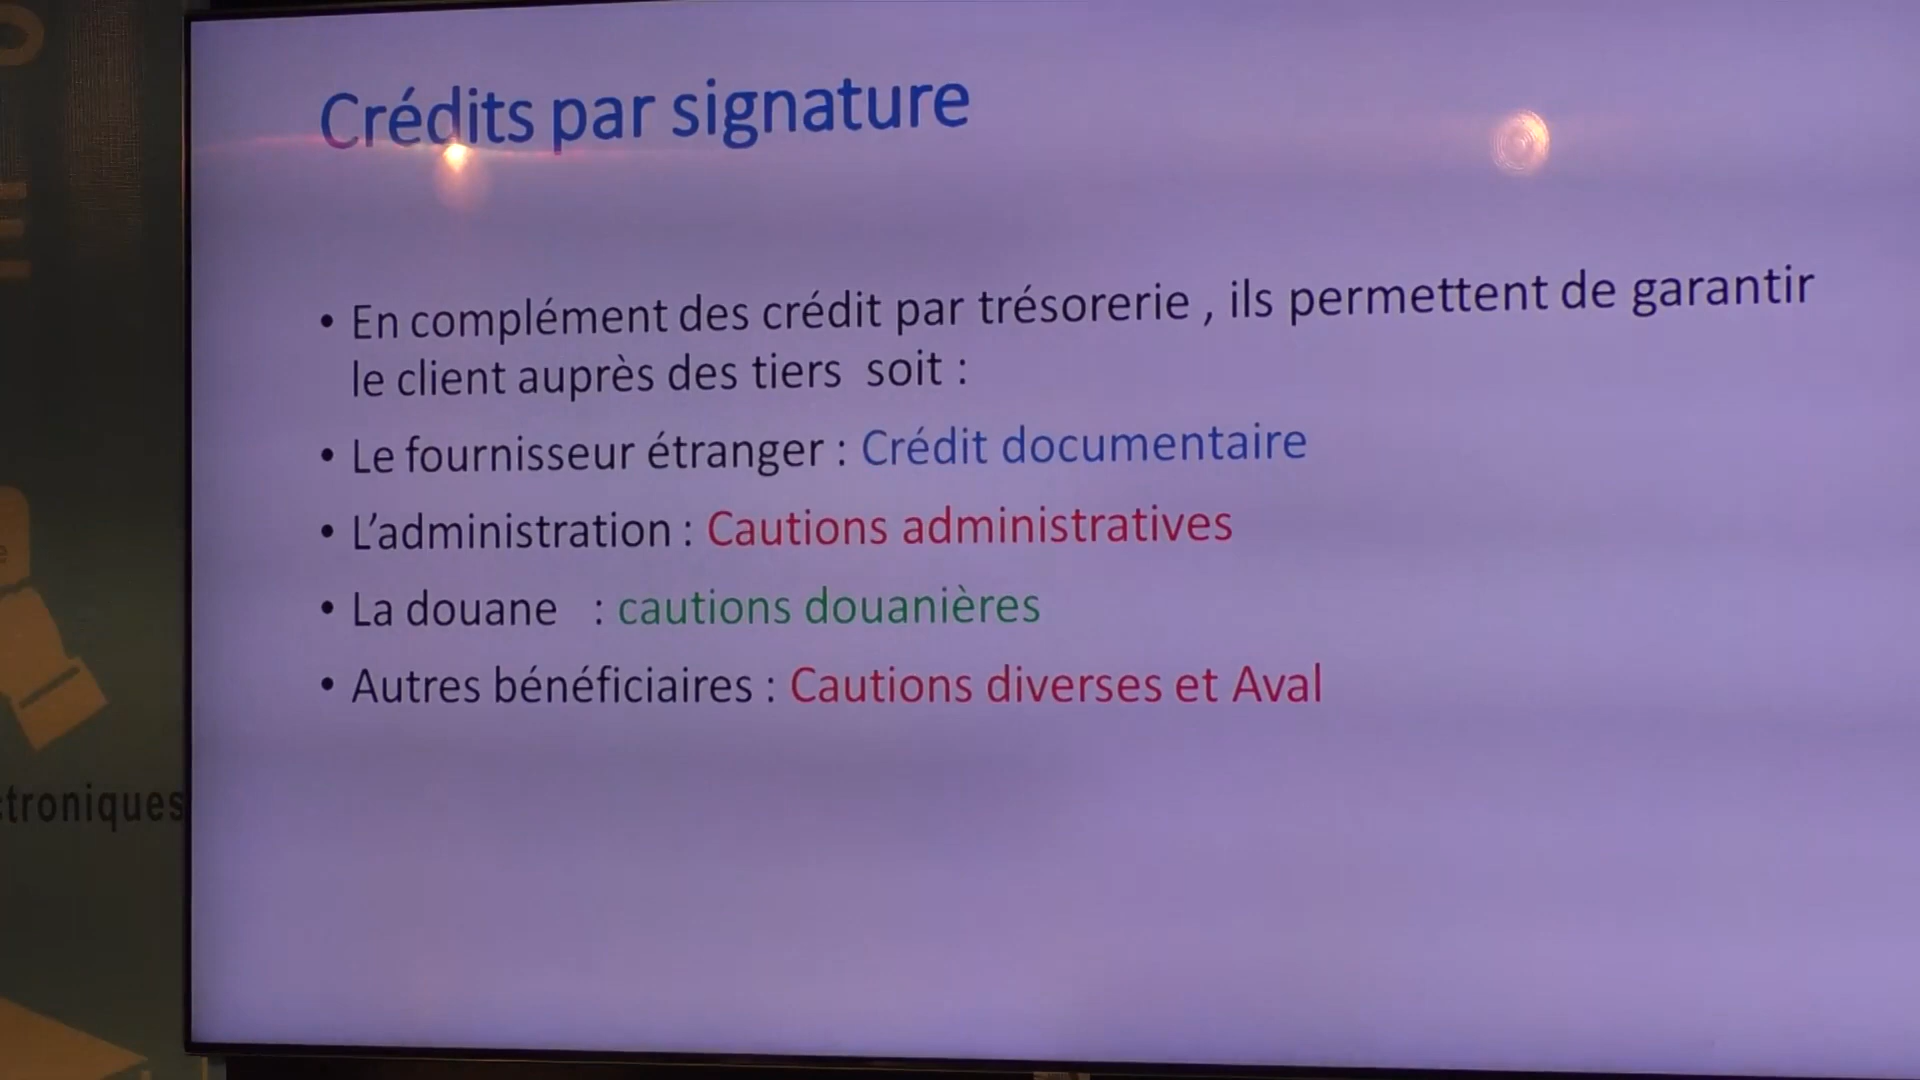 Crédits par signature
• En complément des crédit par trésorerie , ils permettent de garantir
le client auprès des tiers soit :
• Le fournisseur étranger : Crédit documentaire
• L’administration : Cautions administratives
• La douane : cautions douanières
• Autres bénéficiaires : Cautions diverses et Aval
troniques